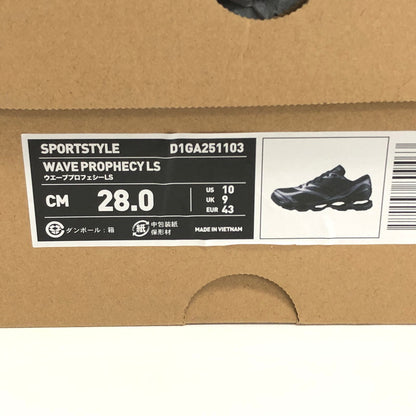 SPORTSTYLE D1GA251103
WAVE PROPHECY LS
ウエーブプロフェシーLS
CM 28.0
US 10
UK 9
EUR 43
ダンボール：箱
紙 中包装紙
保形材
MADE IN VIETNAM